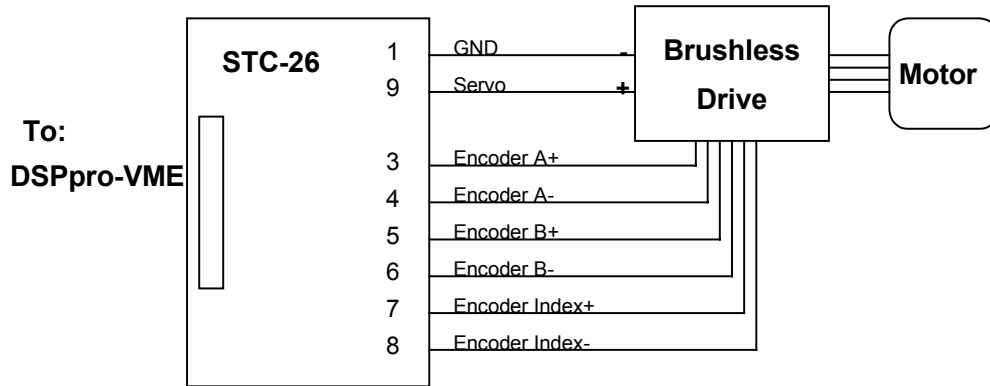 STC-26
To:
DSPpro-VME
1 GND -
9 Servo +
3 Encoder A+
4 Encoder A-
5 Encoder B+
6 Encoder B-
7 Encoder Index+
8 Encoder Index-
Brushless
Drive
Motor